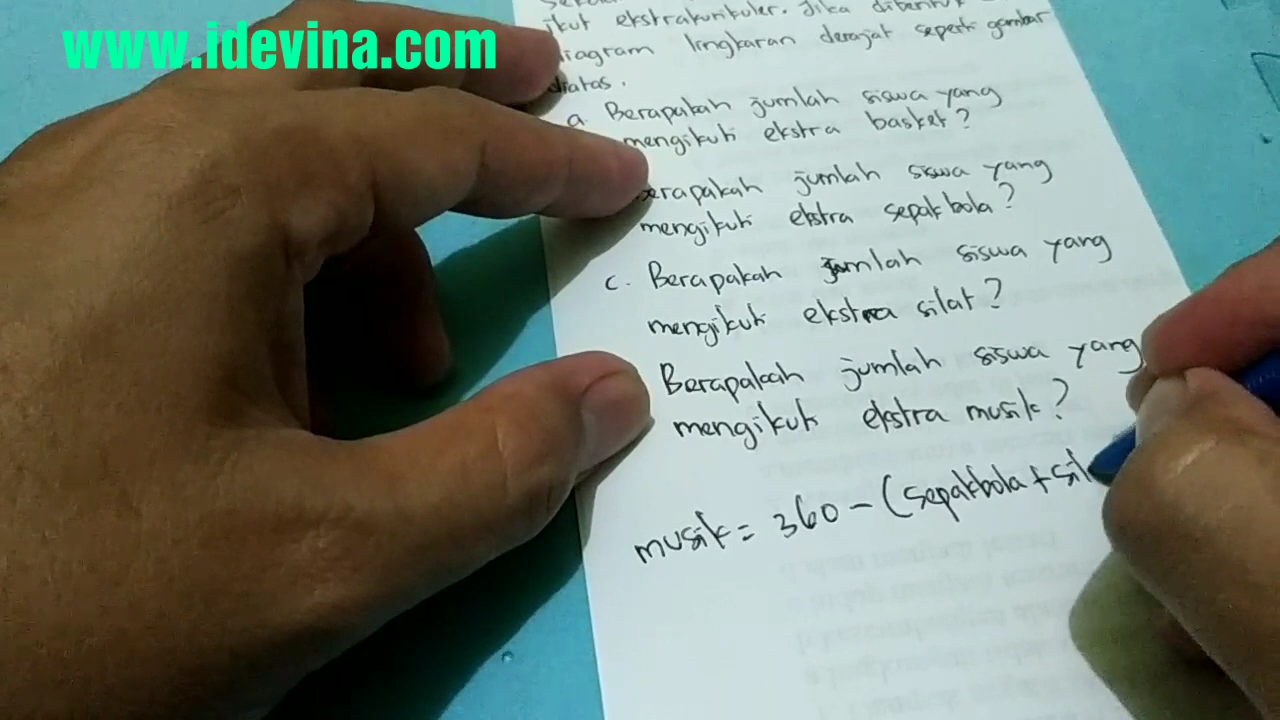 www.idevina.com
ikut ekstrakurikuler. Jika dibentuk
diagram lingkaran derajat seperti gambar
diatas.
a. Berapakah jumlah siswa yang
mengikuti ekstra basket?
Berapakah jumlah siswa yang
mengikuti ekstra sepakbola?
c. Berapakah jumlah siswa yang
mengikuti ekstra silat?
Berapakah jumlah siswa yang
mengikuti ekstra musik?
musik = 360 - (sepakbola + sil